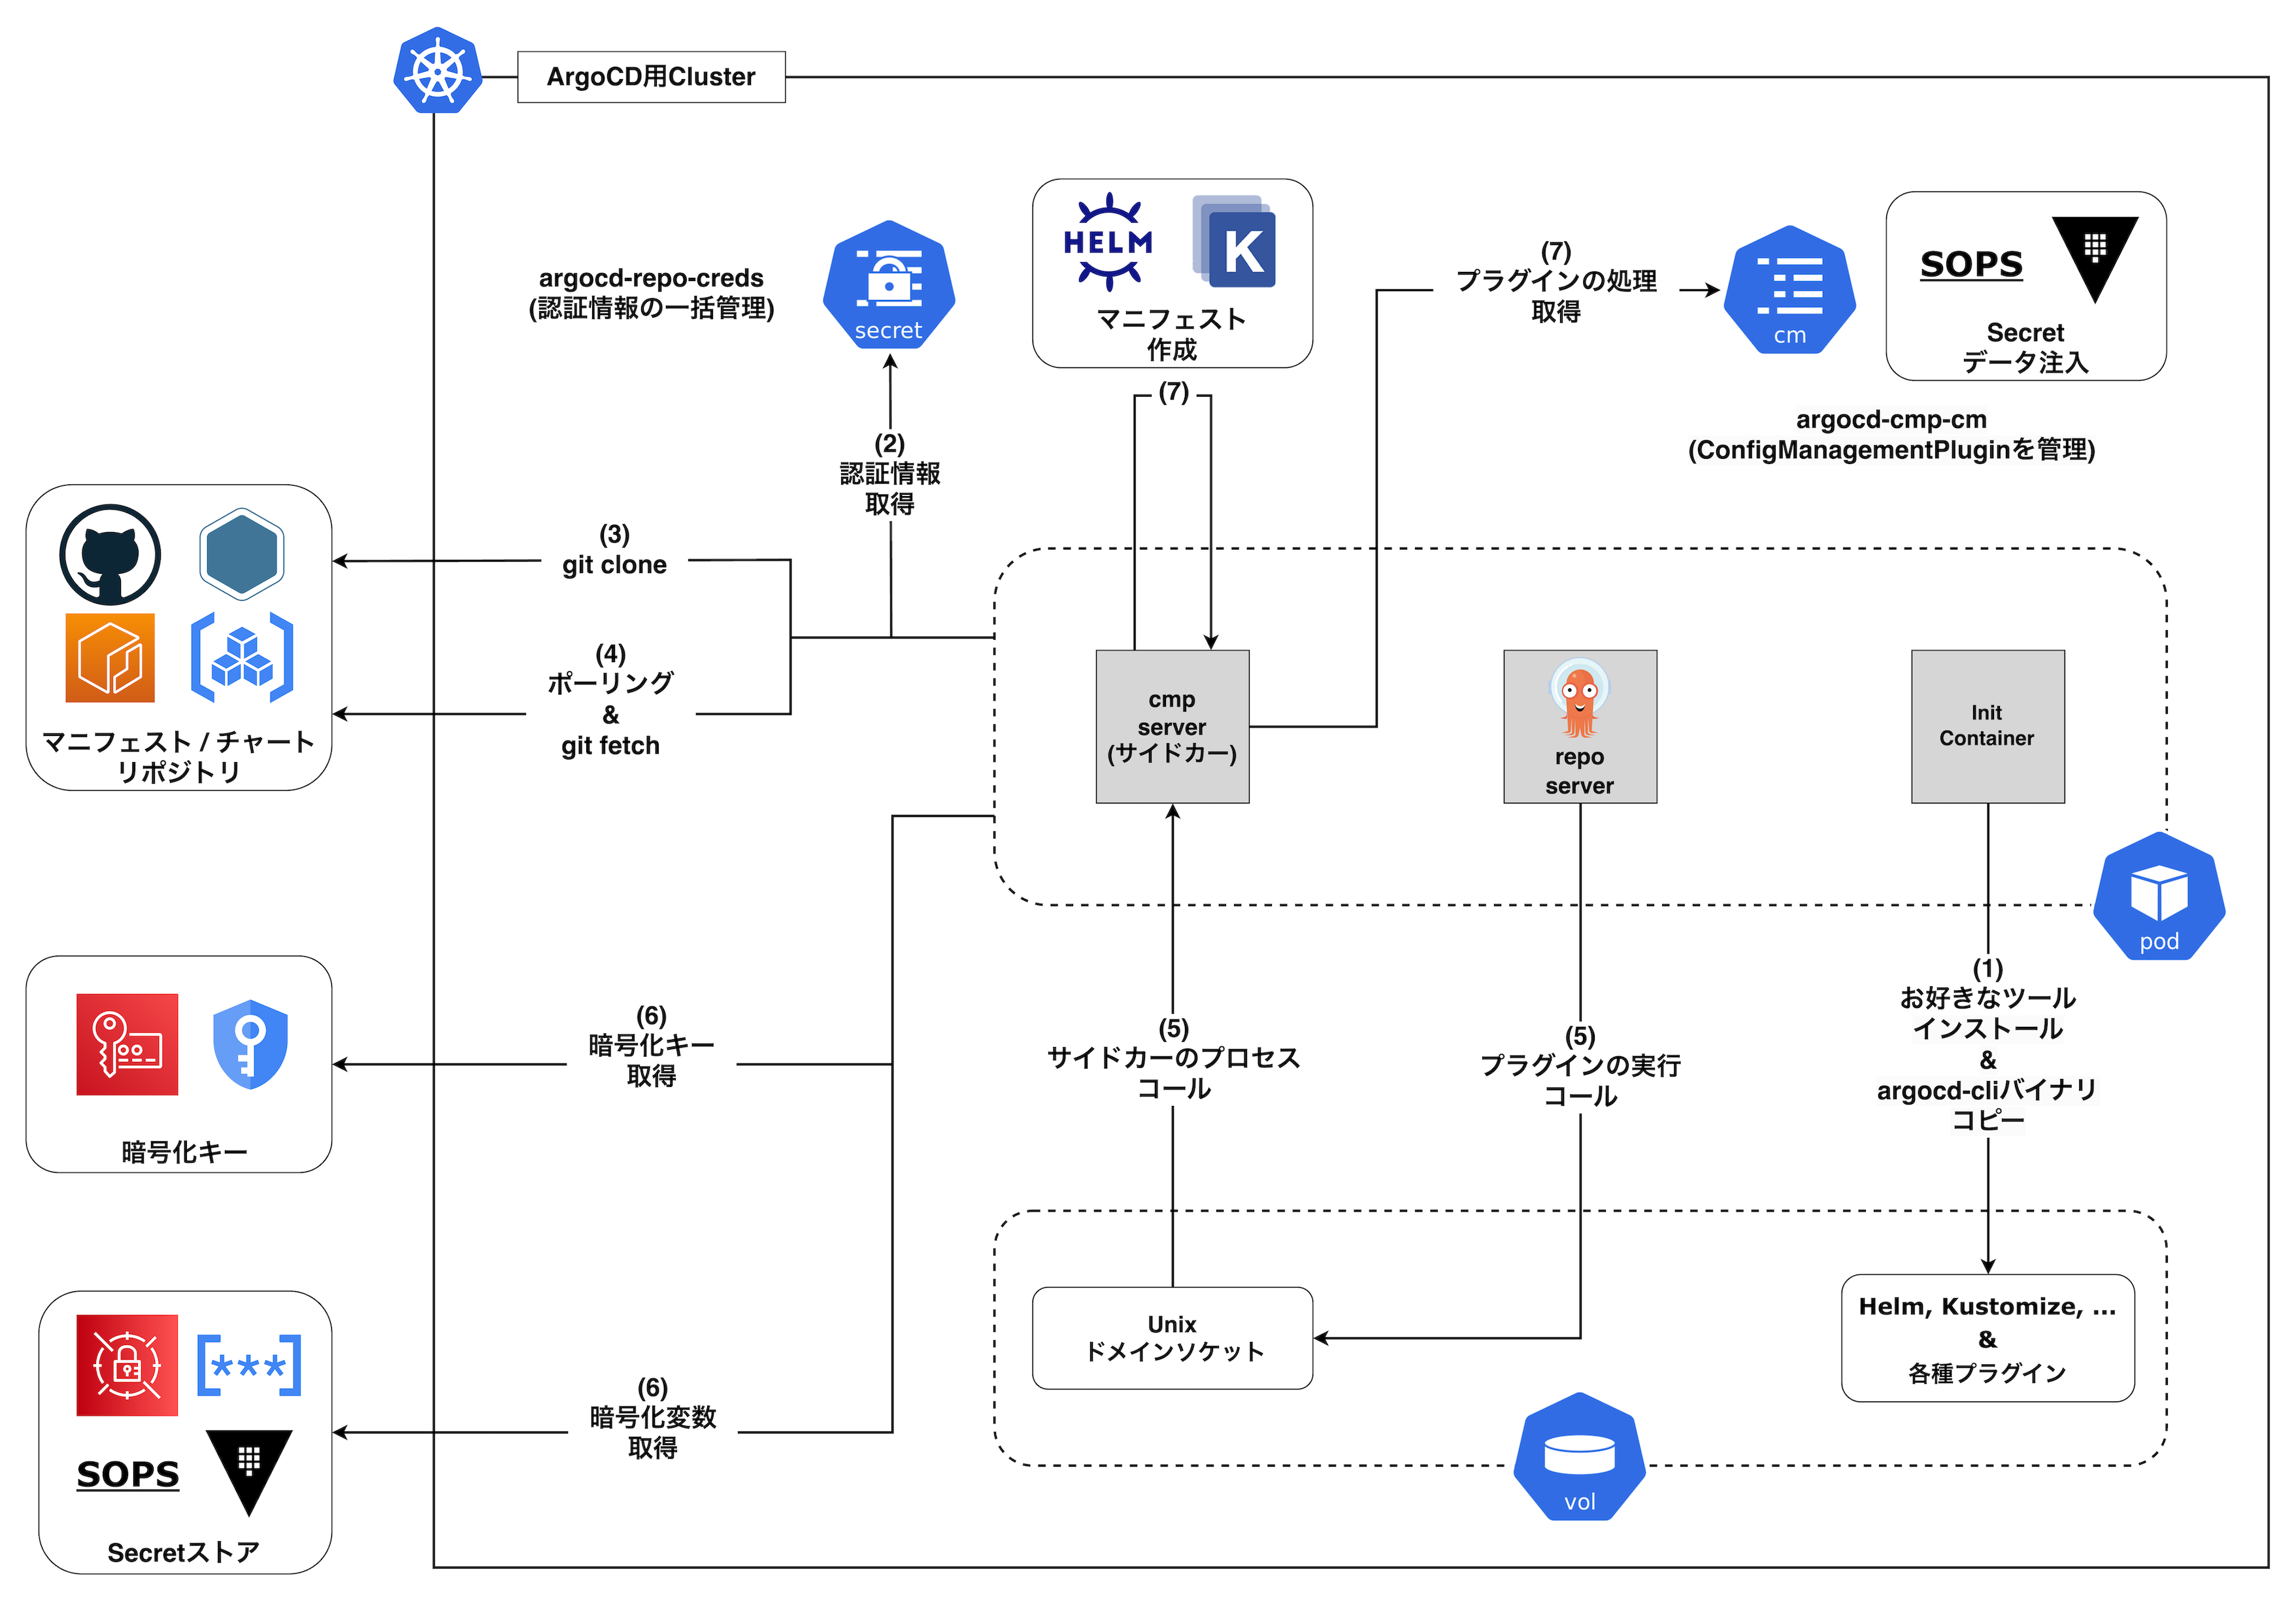 ArgoCD用Cluster
argocd-repo-creds
(認証情報の一括管理)
secret
HELM
K
マニフェスト
作成
(7)
プラグインの処理
取得
cm
SOPS
Secret
データ注入
argocd-cmp-cm
(ConfigManagementPluginを管理)
(7)
(2)
認証情報
取得
(3)
git clone
(4)
ポーリング
&
git fetch
マニフェスト / チャート
リポジトリ
cmp
server
(サイドカー)
repo
server
Init
Container
pod
(6)
暗号化キー
取得
暗号化キー
(5)
サイドカーのプロセス
コール
(5)
プラグインの実行
コール
(1)
お好きなツール
インストール
&
argocd-cliバイナリ
コピー
Unix
ドメインソケット
Helm, Kustomize, ...
&
各種プラグイン
vol
(6)
暗号化変数
取得
[***]
SOPS
Secretストア